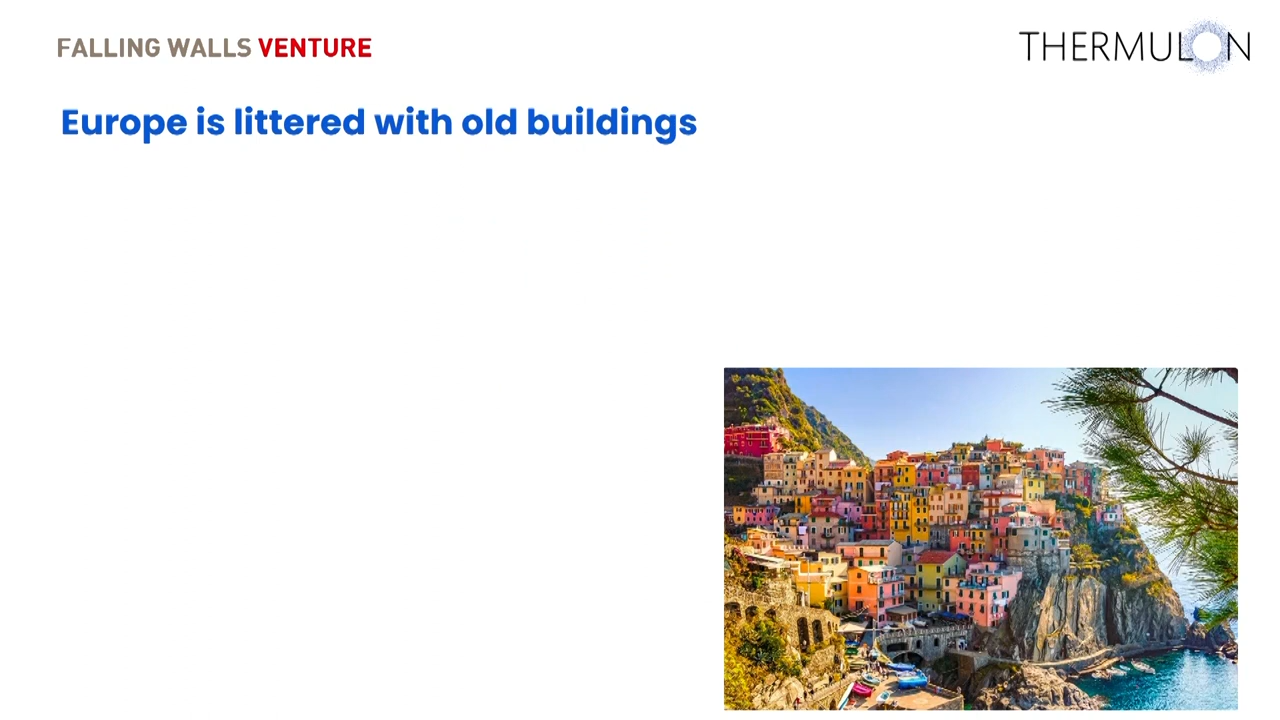 FALLING WALLS VENTURE
THERMULON
Europe is littered with old buildings